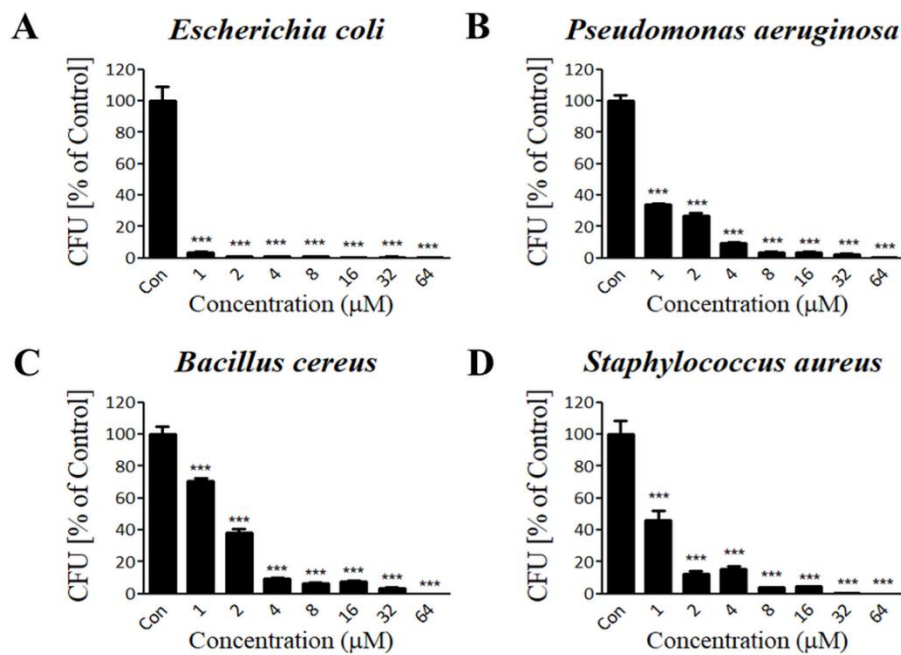 A Escherichia coli
CFU [% of Control]
120
100
80
60
40
20
0
*** *** *** *** *** *** ***
Con 1 2 4 8 16 32 64
Concentration (μM)
B Pseudomonas aeruginosa
CFU [% of Control]
120
100
80
60
40
20
0
*** *** *** *** *** *** ***
Con 1 2 4 8 16 32 64
Concentration (μM)
C Bacillus cereus
CFU [% of Control]
120
100
80
60
40
20
0
*** *** *** *** *** *** ***
Con 1 2 4 8 16 32 64
Concentration (μM)
D Staphylococcus aureus
CFU [% of Control]
120
100
80
60
40
20
0
*** *** *** *** *** *** ***
Con 1 2 4 8 16 32 64
Concentration (μM)